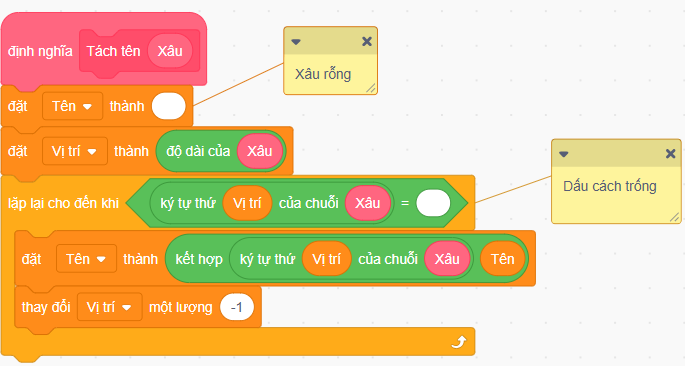 định nghĩa Tách tên Xâu
Xâu rỗng
đặt Tên thành
đặt Vị trí thành độ dài của Xâu
Dấu cách trống
lặp lại cho đến khi ký tự thứ Vị trí của chuỗi Xâu =
đặt Tên thành kết hợp ký tự thứ Vị trí của chuỗi Xâu Tên
thay đổi Vị trí một lượng -1